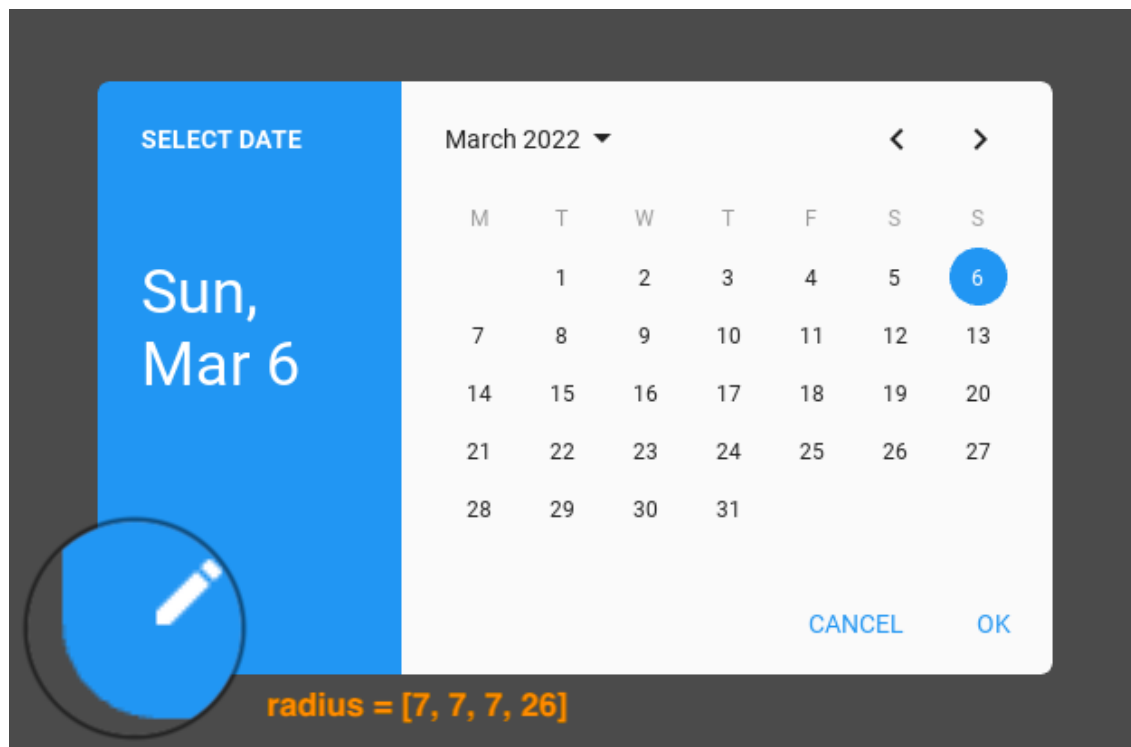 SELECT DATE
Sun,
Mar 6
March 2022
M T W T F S S
1 2 3 4 5 6
7 8 9 10 11 12 13
14 15 16 17 18 19 20
21 22 23 24 25 26 27
28 29 30 31
CANCEL OK
radius = [7, 7, 7, 26]